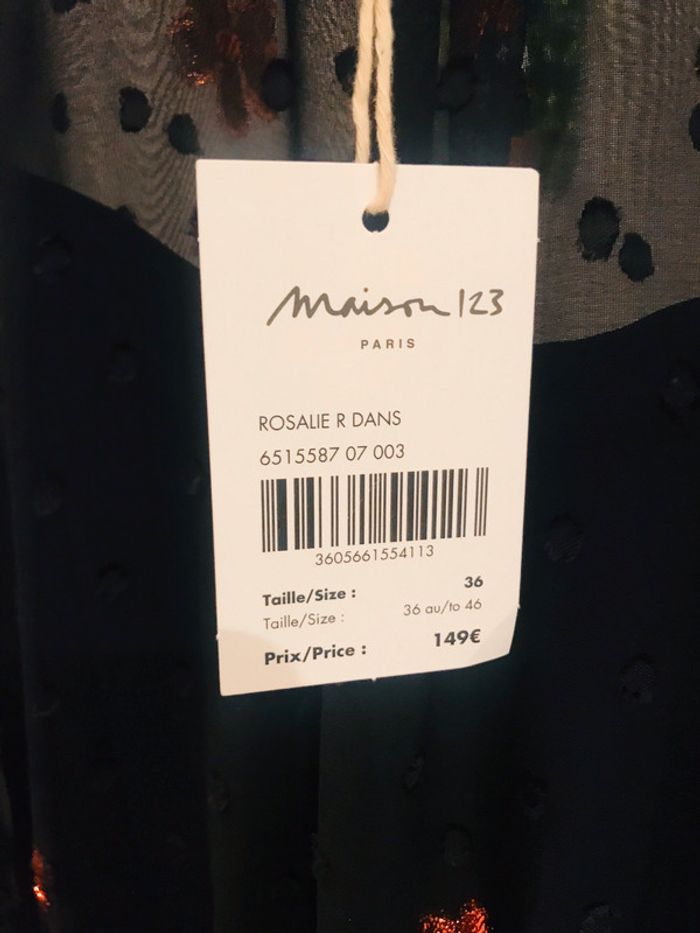 Maison 123
PARIS
ROSALIE R DANS
6515587 07 003
3605661554113
Taille/Size : 36
Taille/Size : 36 au/to 46
Prix/Price : 149€